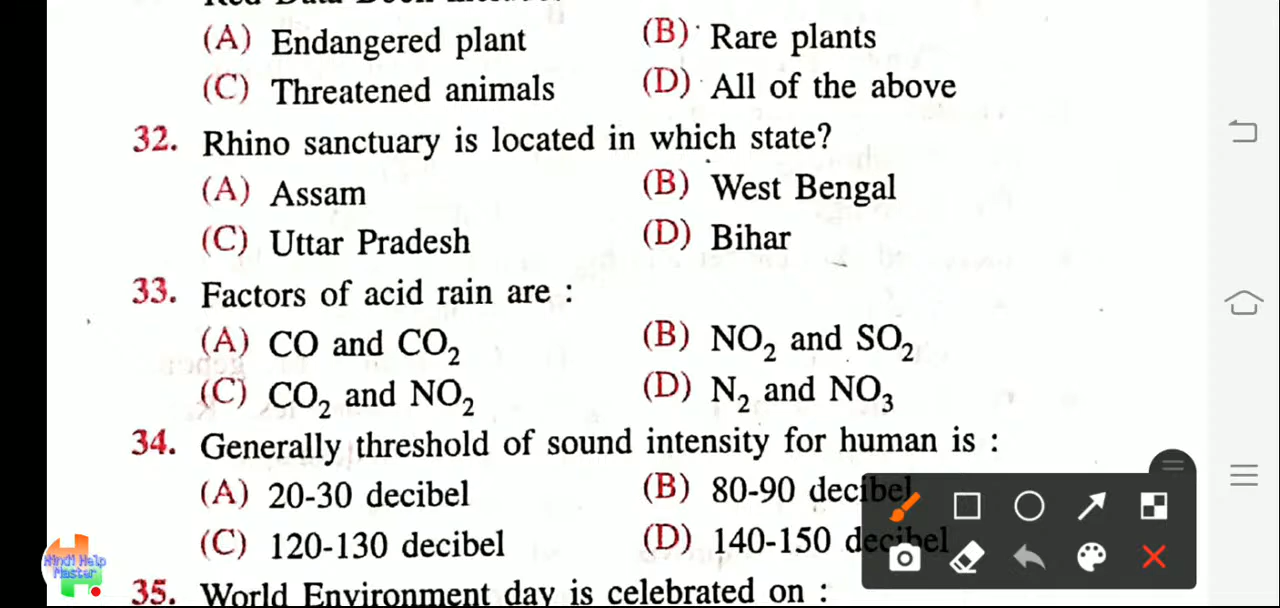 (A) Endangered plant (B) Rare plants
(C) Threatened animals (D) All of the above
32. Rhino sanctuary is located in which state?
(A) Assam (B) West Bengal
(C) Uttar Pradesh (D) Bihar
33. Factors of acid rain are :
(A) CO and CO₂ (B) NO₂ and SO₂
(C) CO₂ and NO₂ (D) N₂ and NO₃
34. Generally threshold of sound intensity for human is :
(A) 20-30 decibel (B) 80-90 decibel
(C) 120-130 decibel (D) 140-150 decibel
Hindi Help
Master
35. World Environment day is celebrated on :